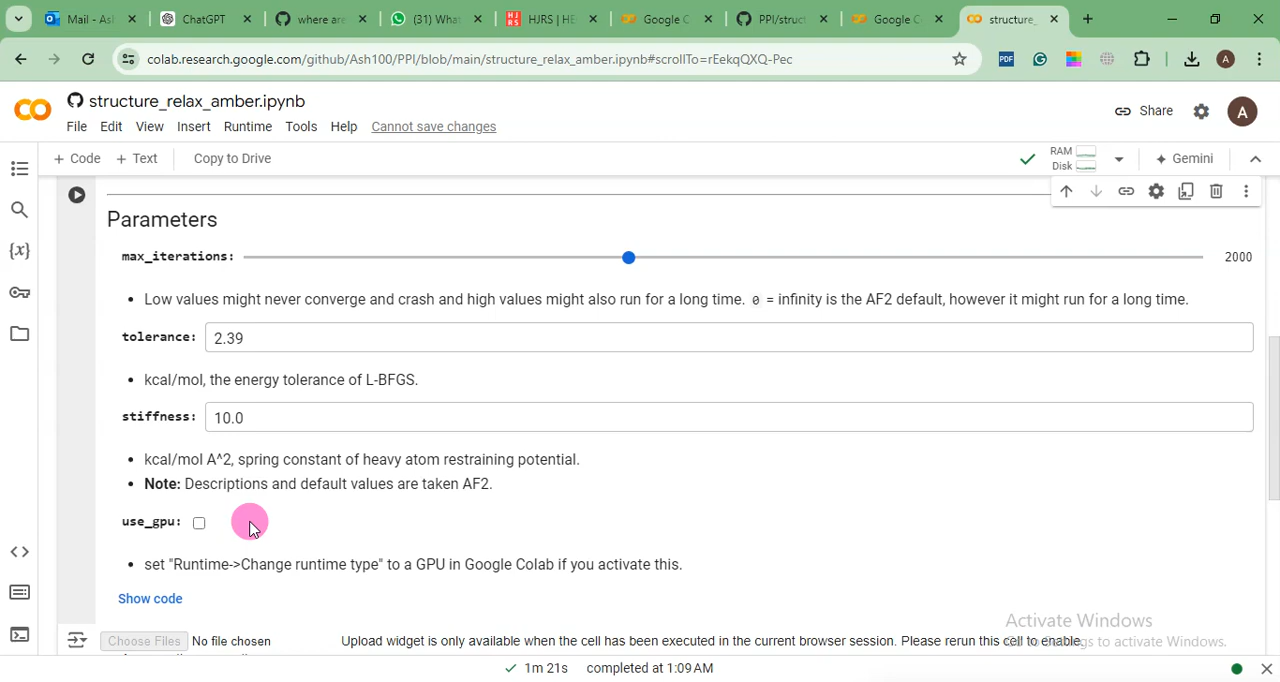 Mail - As
ChatGPT
where are
(31) Wha
HJRS | HE
Google C
PPI/struct
Google C
structure_
colab.research.google.com/github/Ash100/PPI/blob/main/structure_relax_amber.ipynb#scrollTo=rEekqQXQ-Pec
PDF
A
structure_relax_amber.ipynb
Share
A
File Edit View Insert Runtime Tools Help Cannot save changes
+ Code + Text Copy to Drive
RAM
Disk
Gemini
Parameters
max_iterations: 2000
• Low values might never converge and crash and high values might also run for a long time. 0 = infinity is the AF2 default, however it might run for a long time.
tolerance: 2.39
• kcal/mol, the energy tolerance of L-BFGS.
stiffness: 10.0
• kcal/mol A^2, spring constant of heavy atom restraining potential.
• Note: Descriptions and default values are taken AF2.
use_gpu:
• set "Runtime->Change runtime type" to a GPU in Google Colab if you activate this.
Show code
Activate Windows
Choose Files No file chosen Upload widget is only available when the cell has been executed in the current browser session. Please rerun this cell to enable.
Go to Settings to activate Windows.
✓ 1m 21s completed at 1:09 AM